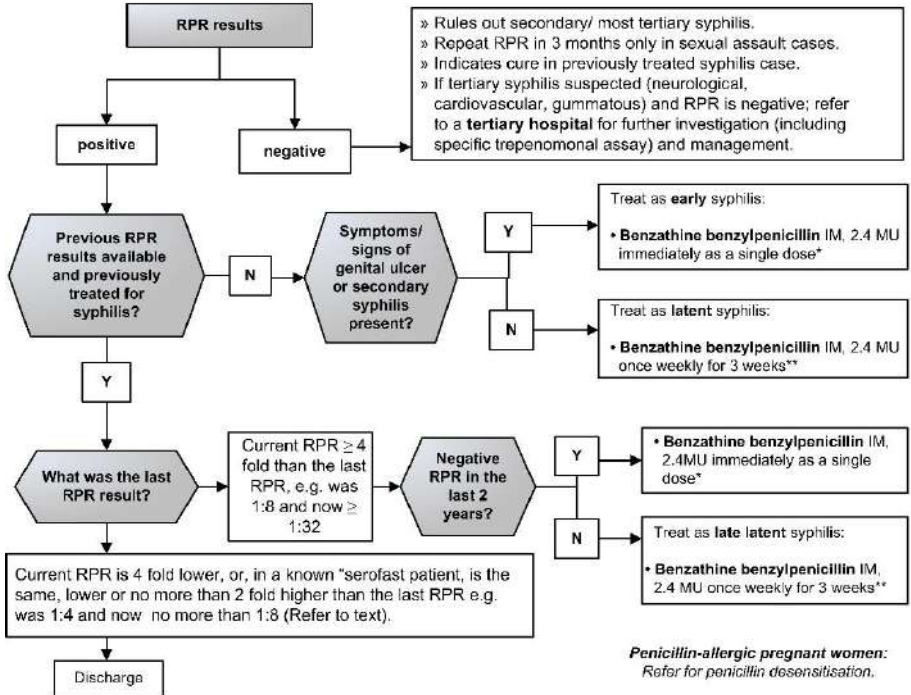 RPR results
» Rules out secondary/ most tertiary syphilis.
» Repeat RPR in 3 months only in sexual assault cases.
» Indicates cure in previously treated syphilis case.
» If tertiary syphilis suspected (neurological,
cardiovascular, gummatous) and RPR is negative; refer
to a tertiary hospital for further investigation (including
specific trepenomonal assay) and management.
positive
negative
Previous RPR
results available
and previously
treated for
syphilis?
N
Symptoms/
signs of
genital ulcer
or secondary
syphilis
present?
Y
Treat as early syphilis:
• Benzathine benzylpenicillin IM, 2.4 MU
immediately as a single dose*
N
Treat as latent syphilis:
• Benzathine benzylpenicillin IM, 2.4 MU
once weekly for 3 weeks**
Y
What was the last
RPR result?
Current RPR ≥ 4
fold than the last
RPR, e.g. was
1:8 and now ≥
1:32
Negative
RPR in the
last 2
years?
Y
• Benzathine benzylpenicillin IM,
2.4MU immediately as a single
dose*
N
Treat as late latent syphilis:
• Benzathine benzylpenicillin IM,
2.4 MU once weekly for 3 weeks**
Current RPR is 4 fold lower, or, in a known “serofast patient, is the
same, lower or no more than 2 fold higher than the last RPR e.g.
was 1:4 and now no more than 1:8 (Refer to text).
Desharge
Penicillin-allergic pregnant women:
Refer for penicillin desensitisation.